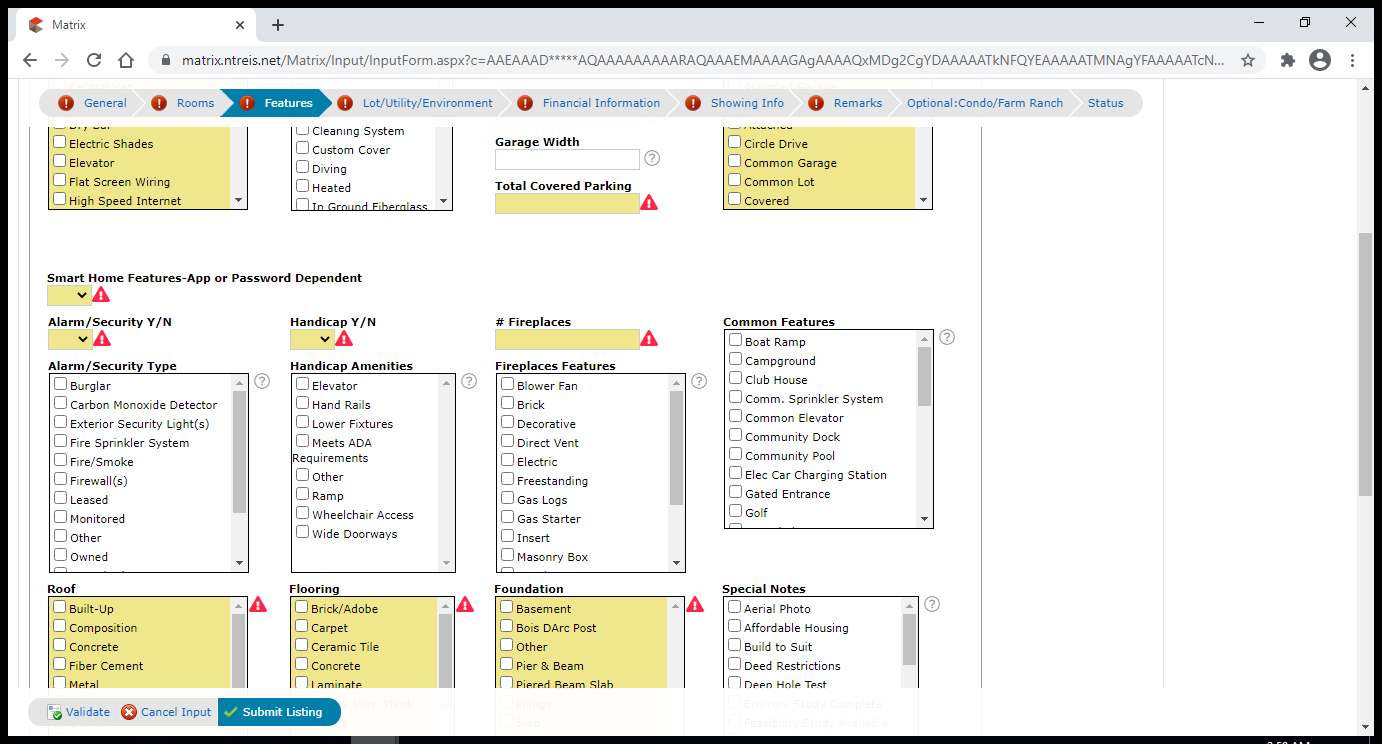 Matrix
matrix.ntreis.net/Matrix/Input/InputForm.aspx?c=AAEAAAD*****AQAAAAAAAAARAQAAAEMAAAAGAgAAAAQxMDg2CgYDAAAAATkNFQYEAAAAATMNAgYFAAAAATcN...
General
Rooms
Features
Lot/Utility/Environment
Financial Information
Showing Info
Remarks
Optional:Condo/Farm Ranch
Status
Dry Bar
Electric Shades
Elevator
Flat Screen Wiring
High Speed Internet
Cleaning System
Custom Cover
Diving
Heated
In Ground Fiberglass
Garage Width
Total Covered Parking
Attached
Circle Drive
Common Garage
Common Lot
Covered
Smart Home Features-App or Password Dependent
Alarm/Security Y/N
Handicap Y/N
# Fireplaces
Common Features
Boat Ramp
Campground
Club House
Comm. Sprinkler System
Common Elevator
Community Dock
Community Pool
Elec Car Charging Station
Gated Entrance
Golf
Alarm/Security Type
Burglar
Carbon Monoxide Detector
Exterior Security Light(s)
Fire Sprinkler System
Fire/Smoke
Firewall(s)
Leased
Monitored
Other
Owned
Handicap Amenities
Elevator
Hand Rails
Lower Fixtures
Meets ADA
Requirements
Other
Ramp
Wheelchair Access
Wide Doorways
Fireplaces Features
Blower Fan
Brick
Decorative
Direct Vent
Electric
Freestanding
Gas Logs
Gas Starter
Insert
Masonry Box
Roof
Built-Up
Composition
Concrete
Fiber Cement
Metal
Flooring
Brick/Adobe
Carpet
Ceramic Tile
Concrete
Laminate
Vinyl Plank
Foundation
Basement
Bois DArc Post
Other
Pier & Beam
Piered Beam Slab
Pilings
Slab
Special Notes
Aerial Photo
Affordable Housing
Build to Suit
Deed Restrictions
Deep Hole Test
Environ. Study Complete
Feasibility Study Available
Validate
Cancel Input
Submit Listing